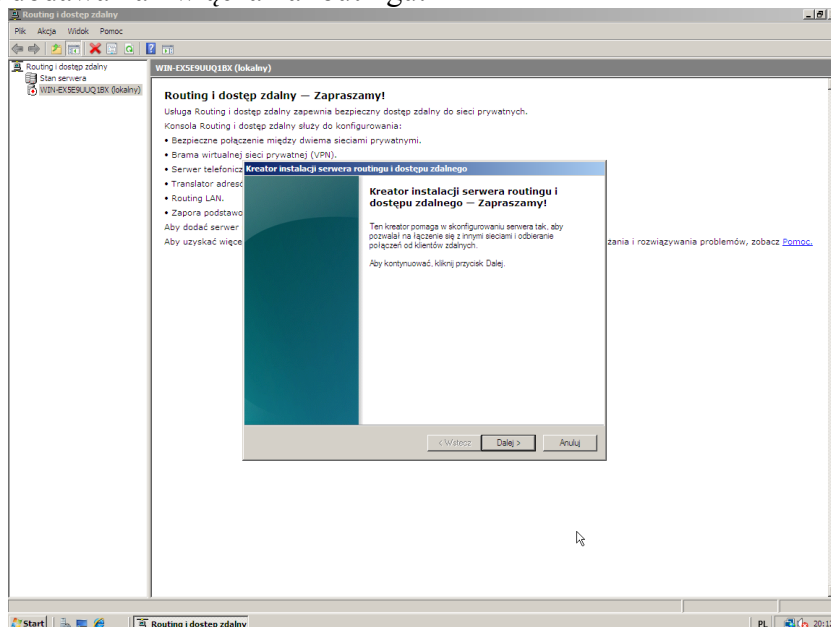 Routing i dostęp zdalny
Plik Akcja Widok Pomoc
Routing i dostęp zdalny
Stan serwera
WIN-EX5E9UUQ1BX (lokalny)
WIN-EX5E9UUQ1BX (lokalny)
Routing i dostęp zdalny — Zapraszamy!
Usługa Routing i dostęp zdalny zapewnia bezpieczny dostęp zdalny do sieci prywatnych.
Konsola Routing i dostęp zdalny służy do konfigurowania:
• Bezpieczne połączenie między dwiema sieciami prywatnymi.
• Brama wirtualnej sieci prywatnej (VPN).
• Serwer telefonicz
• Translator adresó
• Routing LAN.
• Zapora podstawo
Aby dodać serwer
Aby uzyskać więce
zania i rozwiązywania problemów, zobacz Pomoc.
Kreator instalacji serwera routingu i dostępu zdalnego
Kreator instalacji serwera routingu i
dostępu zdalnego — Zapraszamy!
Ten kreator pomaga w skonfigurowaniu serwera tak, aby
pozwalał na łączenie się z innymi sieciami i odbieranie
połączeń od klientów zdalnych.
Aby kontynuować, kliknij przycisk Dalej.
< Wstecz Dalej > Anuluj
Start Routing i dostęp zdalny PL